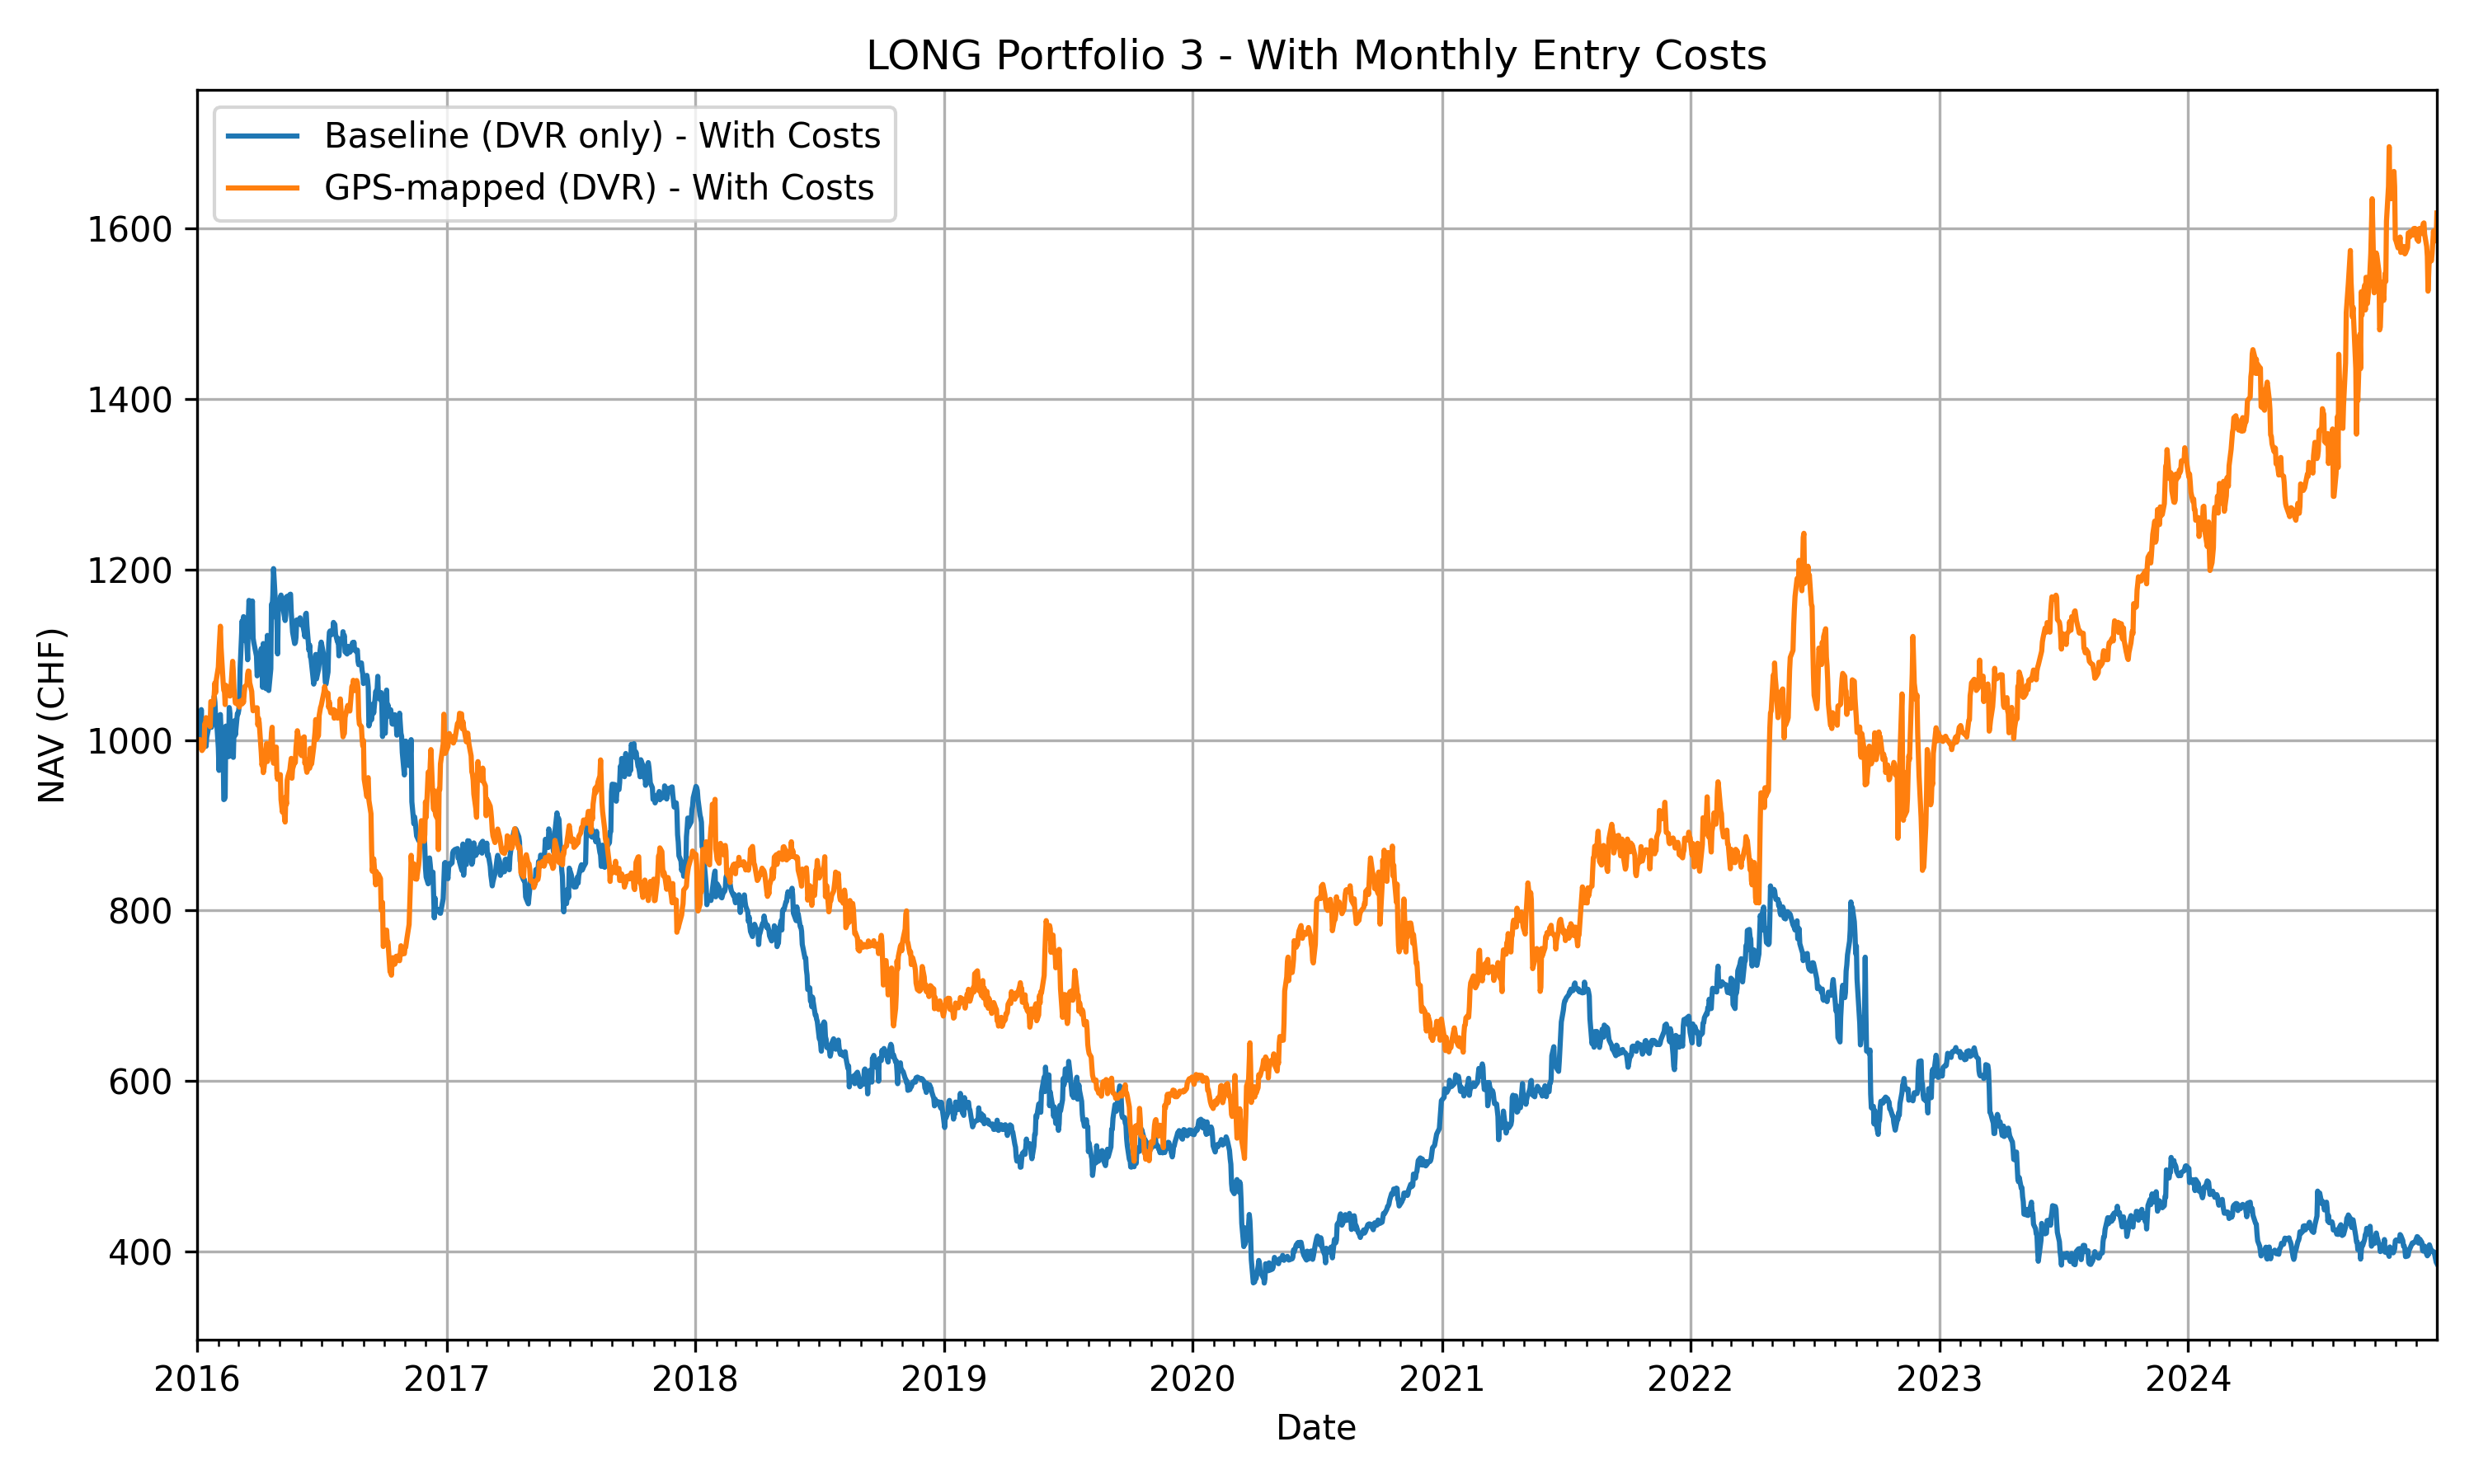 LONG Portfolio 3 - With Monthly Entry Costs
Baseline (DVR only) - With Costs
GPS-mapped (DVR) - With Costs
1600
1400
1200
1000
800
600
400
NAV (CHF)
2016 2017 2018 2019 2020 2021 2022 2023 2024
Date